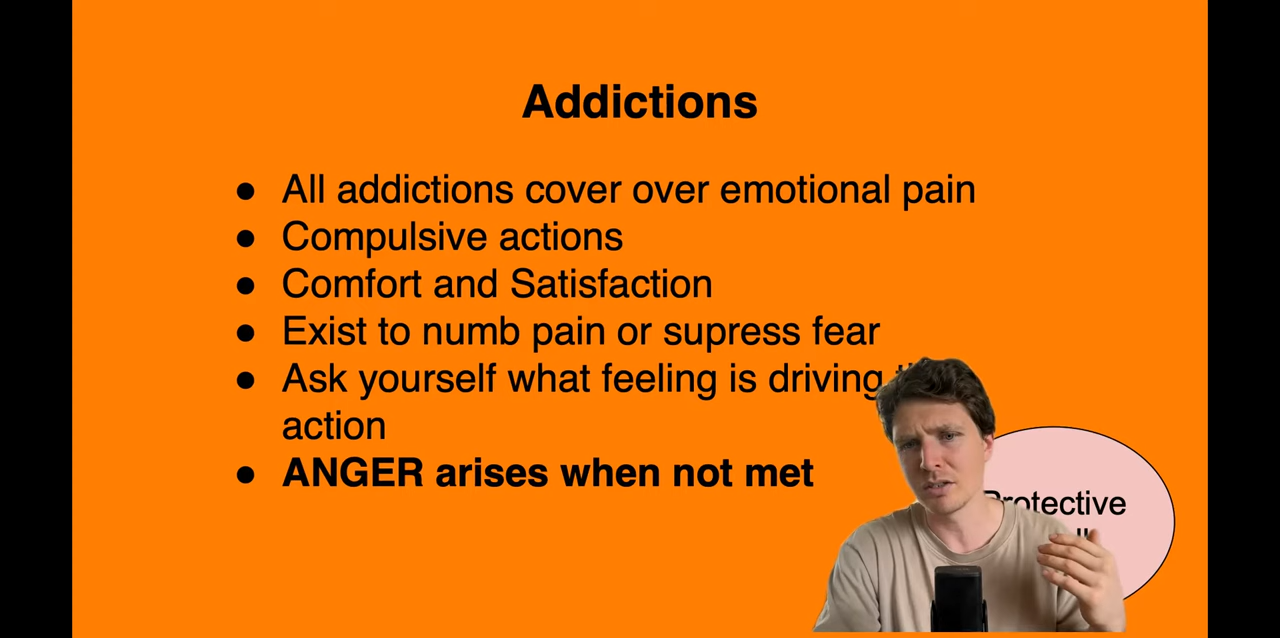 Addictions
● All addictions cover over emotional pain
● Compulsive actions
● Comfort and Satisfaction
● Exist to numb pain or supress fear
● Ask yourself what feeling is driving
action
● ANGER arises when not met
Protective